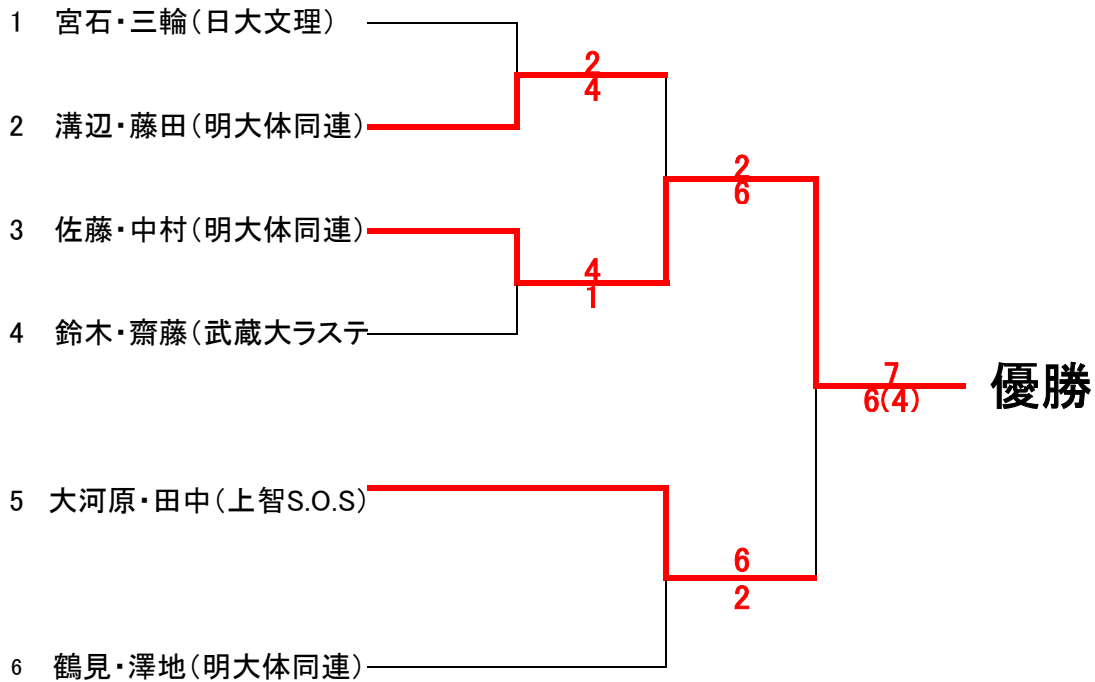 1 宮石・三輪(日大文理)
2
4
2 溝辺・藤田(明大体同連)
2
6
3 佐藤・中村(明大体同連)
4
1
4 鈴木・齋藤(武蔵大ラステ
7
6(4)
優勝
5 大河原・田中(上智S.O.S)
6
2
6 鶴見・澤地(明大体同連)